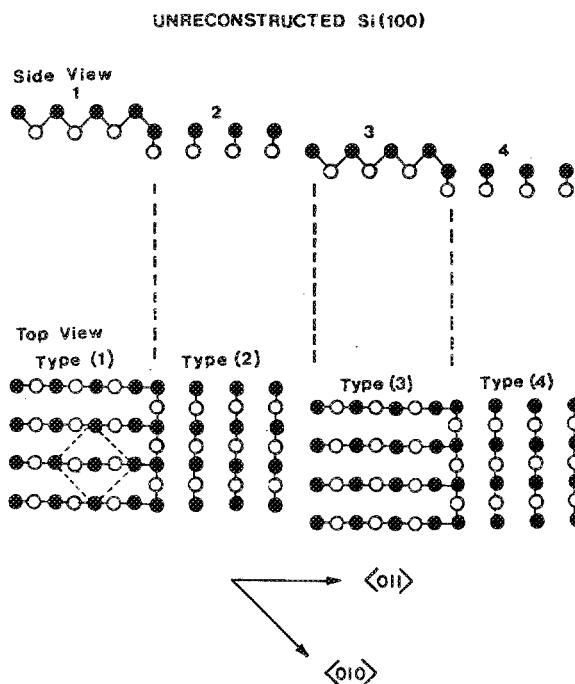 UNRECONSTRUCTED Si(100)
Side View
1
2
3
4
Top View
Type (1)
Type (2)
Type (3)
Type (4)
<011>
<010>